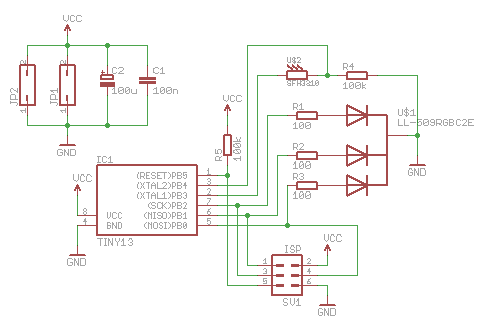 VCC
JP2
1
2
JP1
1
2
C2
100u
C1
100n
GND
U$2
SFH3310
R4
100k
VCC
R5
100k
R1
100
R2
100
R3
100
U$1
LL-509RGBC2E
GND
IC1
VCC
8 VCC
4 GND
GND
(RESET)PB5 1
(XTAL2)PB4 3
(XTAL1)PB3 2
(SCK)PB2 7
(MISO)PB1 6
(MOSI)PB0 5
TINY13
ISP
VCC
1 2
3 4
5 6
SV1
GND